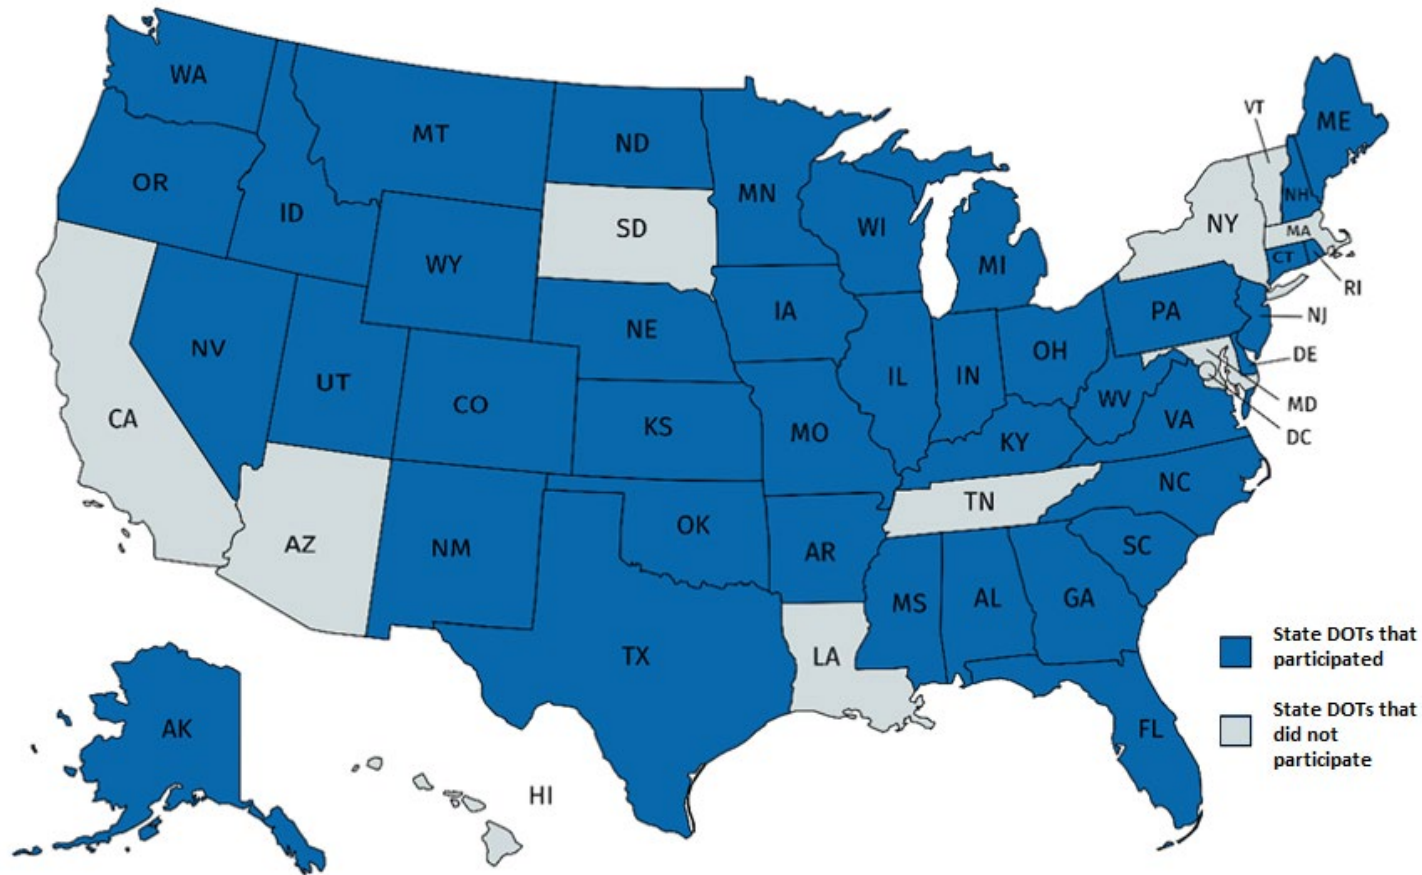 WA
MT
ND
MN
OR
ID
SD
WI
MI
VT
ME
NH
NY
MA
CT
RI
WY
NE
IA
PA
NJ
NV
UT
CO
KS
MO
IL
IN
OH
WV
VA
DE
MD
DC
KY
CA
AZ
NM
OK
AR
TN
NC
SC
MS
AL
GA
TX
LA
FL
AK
HI
State DOTs that
participated
State DOTs that
did not
participate